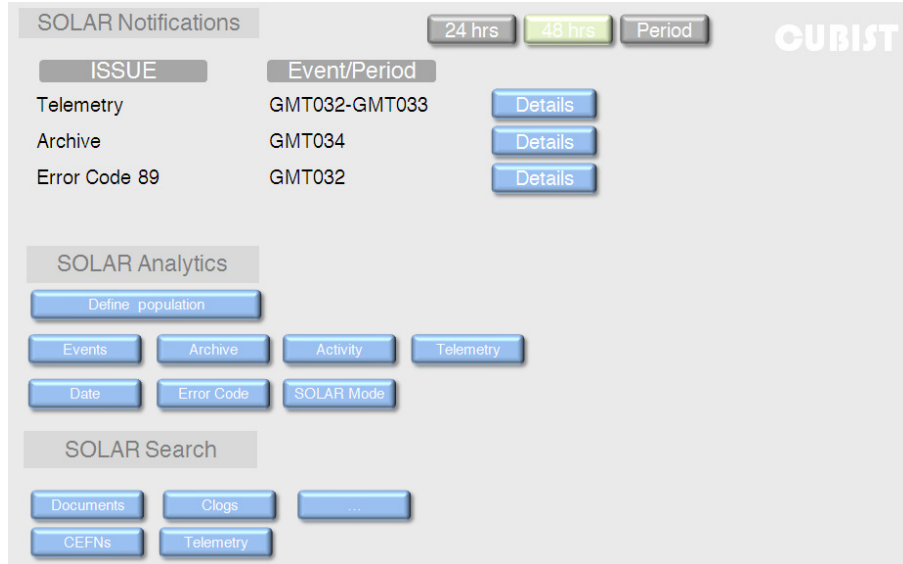 SOLAR Notifications
24 hrs 48 hrs Period
CUBIST
ISSUE Event/Period
Telemetry GMT032-GMT033 Details
Archive GMT034 Details
Error Code 89 GMT032 Details
SOLAR Analytics
Define population
Events Archive Activity Telemetry
Date Error Code SOLAR Mode
SOLAR Search
Documents Clogs ...
CEFNs Telemetry